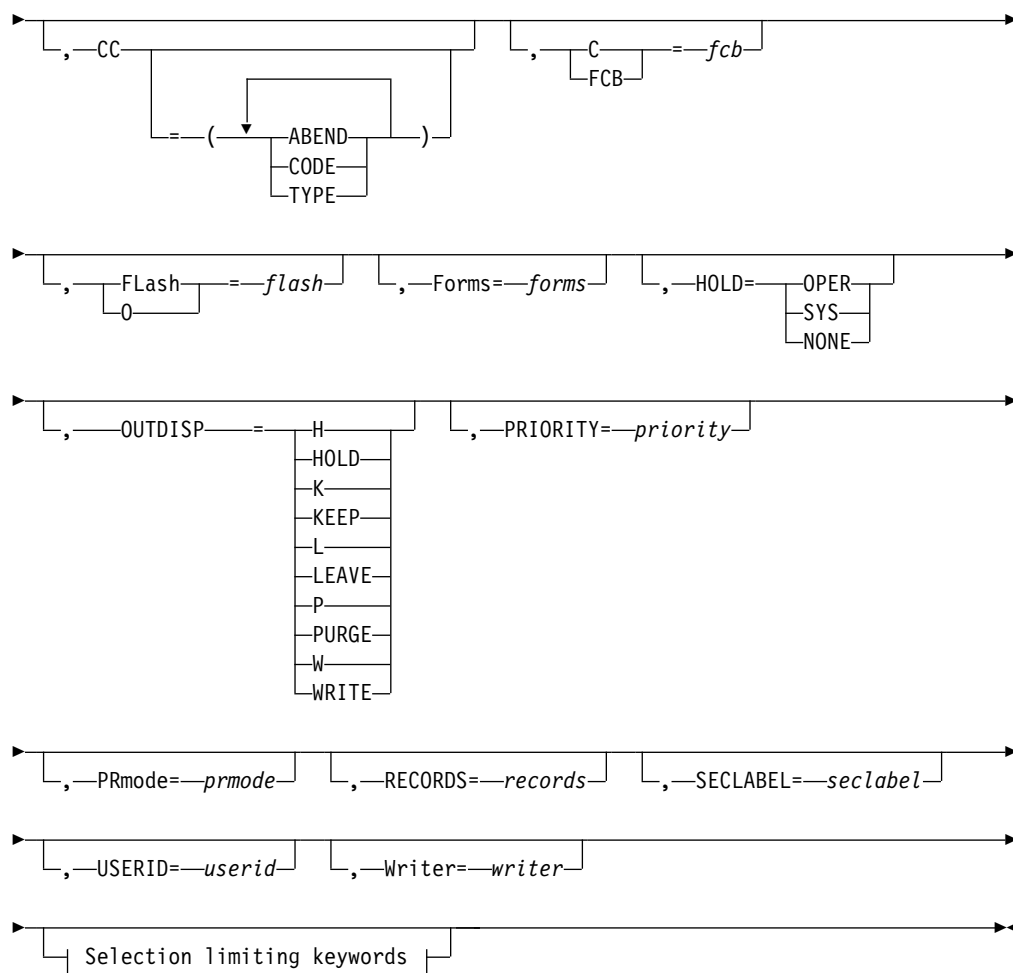 , CC , C = fcb
FCB
= ( ABEND )
CODE
TYPE
, FLash = flash , Forms= forms , HOLD= OPER
O SYS
NONE
, OUTDISP = H , PRIORITY= priority
HOLD
K
KEEP
L
LEAVE
P
PURGE
W
WRITE
, PRmode= prmode , RECORDS= records , SECLABEL= seclabel
, USERID= userid , Writer= writer
Selection limiting keywords